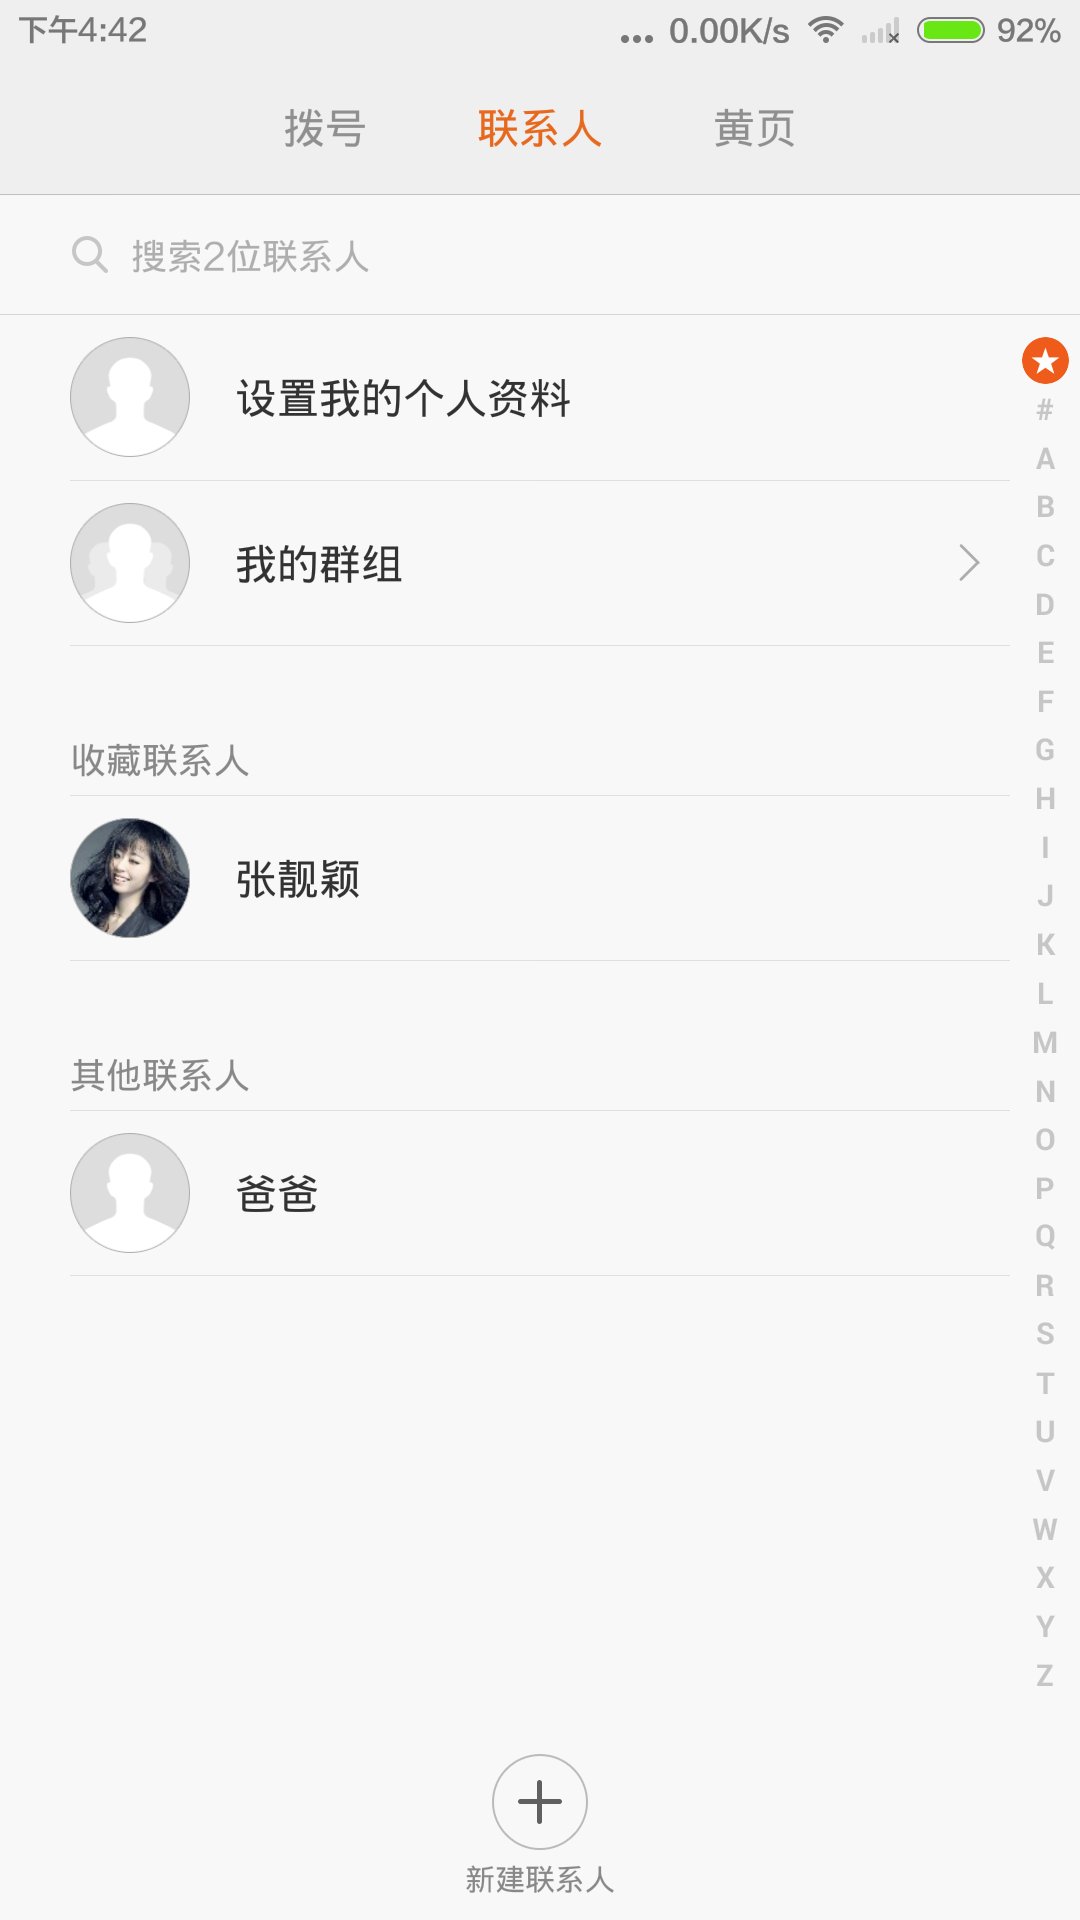 下午4:42 ... 0.00K/s 92%
拨号 联系人 黄页
搜索2位联系人
设置我的个人资料
我的群组
收藏联系人
张靓颖
其他联系人
爸爸
#
A
B
C
D
E
F
G
H
I
J
K
L
M
N
O
P
Q
R
S
T
U
V
W
X
Y
Z
新建联系人